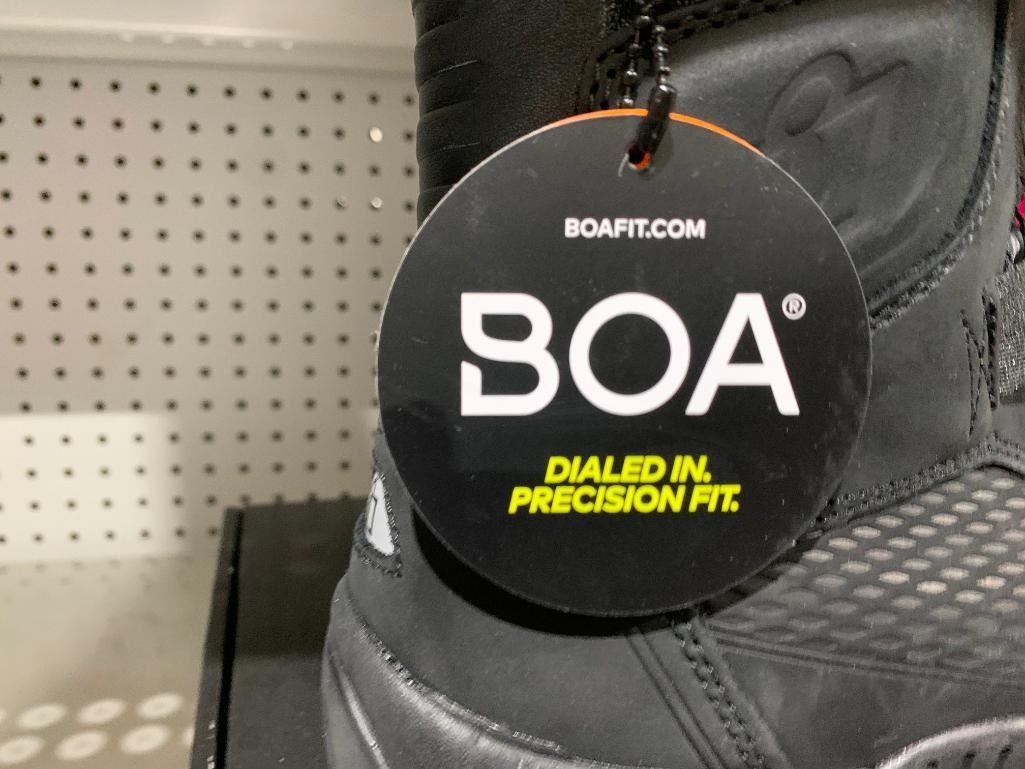 BOAFIT.COM
BOA®
DIALED IN.
PRECISION FIT.